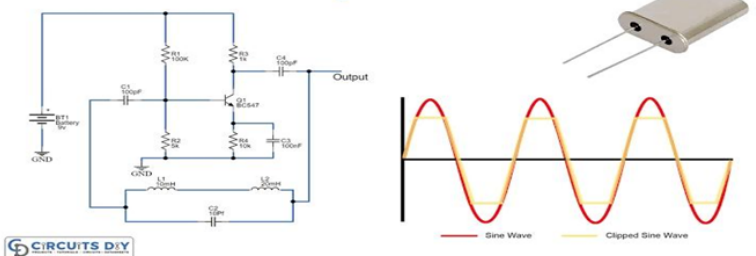 R1
100K
R3
1k
C4
100pF
Output
C1
100pF
Q1
BC547
BT1
Battery
9v
GND
R2
5k
R4
10k
C3
100nF
GND
L1
10mH
L2
20mH
C2
10Pf
Sine Wave
Clipped Sine Wave
CIRCUITS DIY